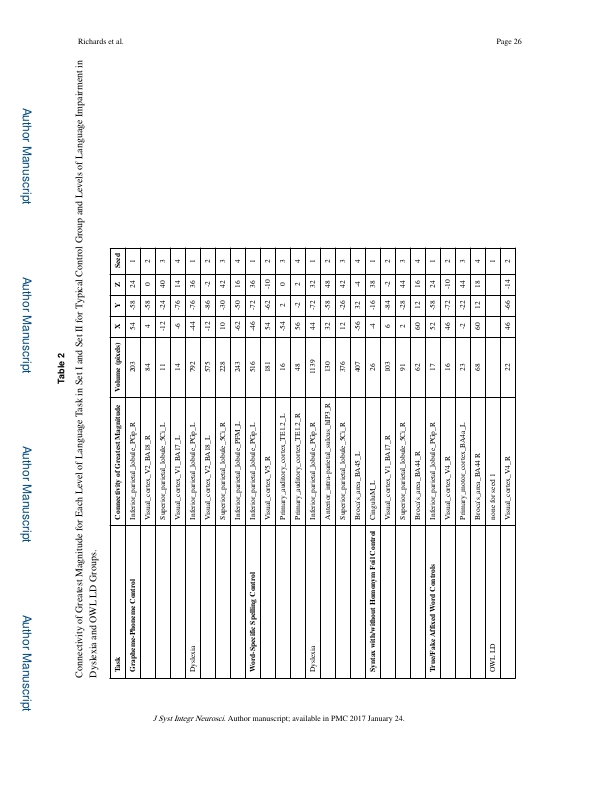 Richards et al.
Page 26
Author Manuscript
Author Manuscript
Author Manuscript
Author Manuscript
Table 2
Connectivity of Greatest Magnitude for Each Level of Language Task in Set I and Set II for Typical Control Group and Levels of Language Impairment in
Dyslexia and OWL LD Groups.
Task Connectivity of Greatest Magnitude Volume (pixels) X Y Z Seed
Grapheme-Phoneme Control Inferior_parietal_lobule_PGp_R 203 54 -58 24 1
Visual_cortex_V2_BA18_R 84 4 -58 0 2
Superior_parietal_lobule_5Ci_L 11 -12 -24 40 3
Visual_cortex_V1_BA17_L 14 -6 -76 14 4
Dyslexia Inferior_parietal_lobule_PGp_L 792 -44 -76 36 1
Visual_cortex_V2_BA18_L 575 -12 -86 -2 2
Superior_parietal_lobule_5Ci_R 228 10 -30 42 3
Inferior_parietal_lobule_PFM_L 243 -62 -50 16 4
Word-Specific Spelling Control Inferior_parietal_lobule_PGp_L 516 -46 -72 36 1
Visual_cortex_V5_R 181 54 -62 -10 2
Primary_auditory_cortex_TE1.2_L 16 -54 2 0 3
Primary_auditory_cortex_TE1.2_R 48 56 -2 2 4
Dyslexia Inferior_parietal_lobule_PGp_R 1139 44 -72 32 1
Anterior_intra-parietal_sulcus_hIP3_R 130 32 -58 48 2
Superior_parietal_lobule_5Ci_R 376 12 -26 42 3
Broca's_area_BA45_L 407 -56 32 -4 4
Syntax with/without Homonym Foil Control CingulnM_L 26 -4 -16 38 1
Visual_cortex_V1_BA17_R 103 6 -84 -2 2
Superior_parietal_lobule_5Ci_R 91 2 -28 44 3
Broca's_area_BA44_R 62 60 12 16 4
True/Fake Affixed Word Controls Inferior_parietal_lobule_PGp_R 17 52 -58 24 1
Visual_cortex_V4_R 16 46 -72 -10 2
Primary_motor_cortex_BA4a_L 23 -2 -22 44 3
Broca's_area_BA44 R 68 60 12 18 4
OWL LD none for seed 1 1
Visual_cortex_V4_R 22 46 -66 -14 2
J Syst Integr Neurosci. Author manuscript; available in PMC 2017 January 24.